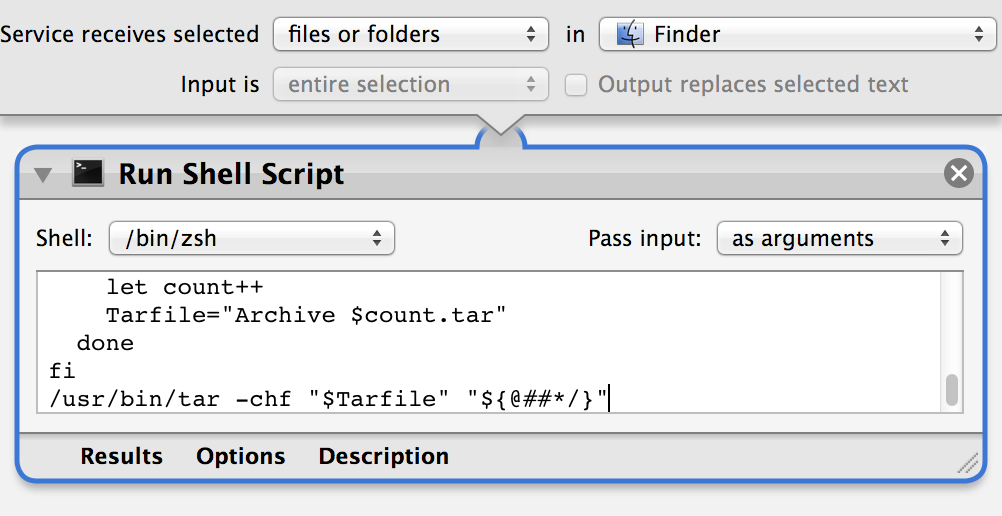 Service receives selected files or folders in Finder
Input is entire selection Output replaces selected text
Run Shell Script
Shell: /bin/zsh Pass input: as arguments
let count++
Tarfile="Archive $count.tar"
done
fi
/usr/bin/tar -chf "$Tarfile" "${@##*/}"
Results Options Description